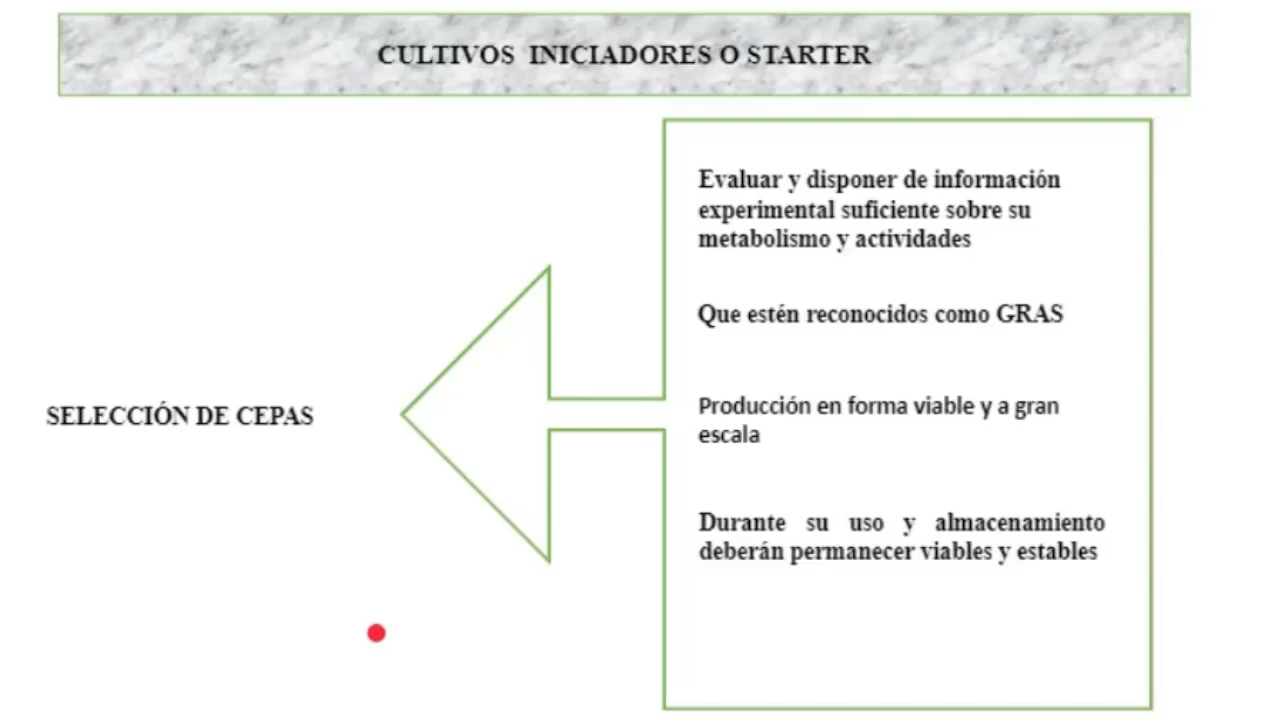 CULTIVOS INICIADORES O STARTER
Evaluar y disponer de información
experimental suficiente sobre su
metabolismo y actividades
Que estén reconocidos como GRAS
SELECCIÓN DE CEPAS
Producción en forma viable y a gran
escala
Durante su uso y almacenamiento
deberán permanecer viables y estables